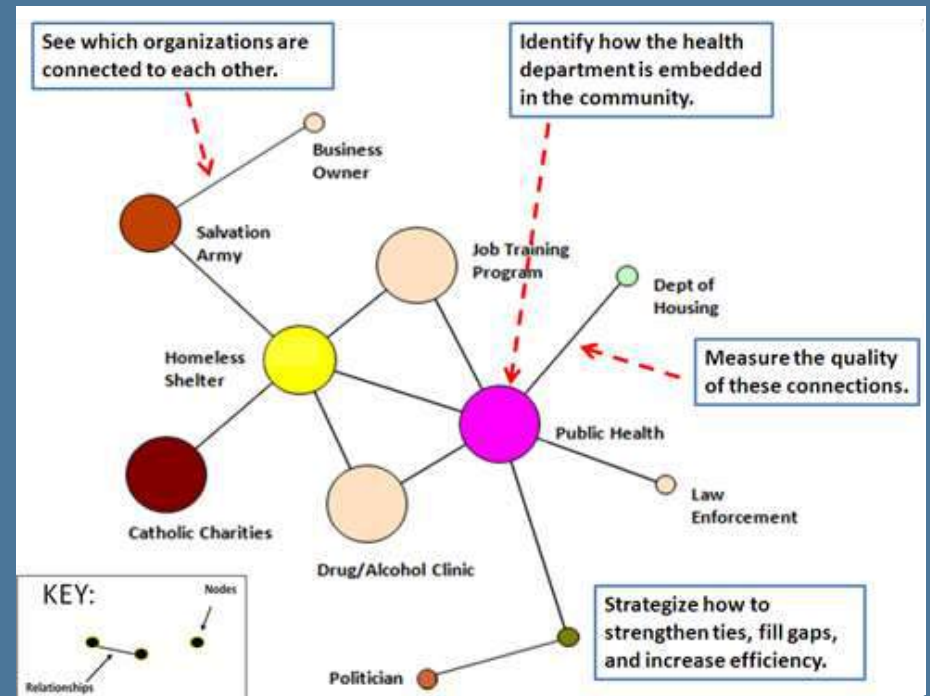 See which organizations are
connected to each other.
Identify how the health
department is embedded
in the community.
Business
Owner
Salvation
Army
Job Training
Program
Dept of
Housing
Homeless
Shelter
Measure the quality
of these connections.
Public Health
Law
Enforcement
Catholic Charities
Drug/Alcohol Clinic
KEY:
Nodes
Relationships
Strategize how to
strengthen ties, fill gaps,
and increase efficiency.
Politician